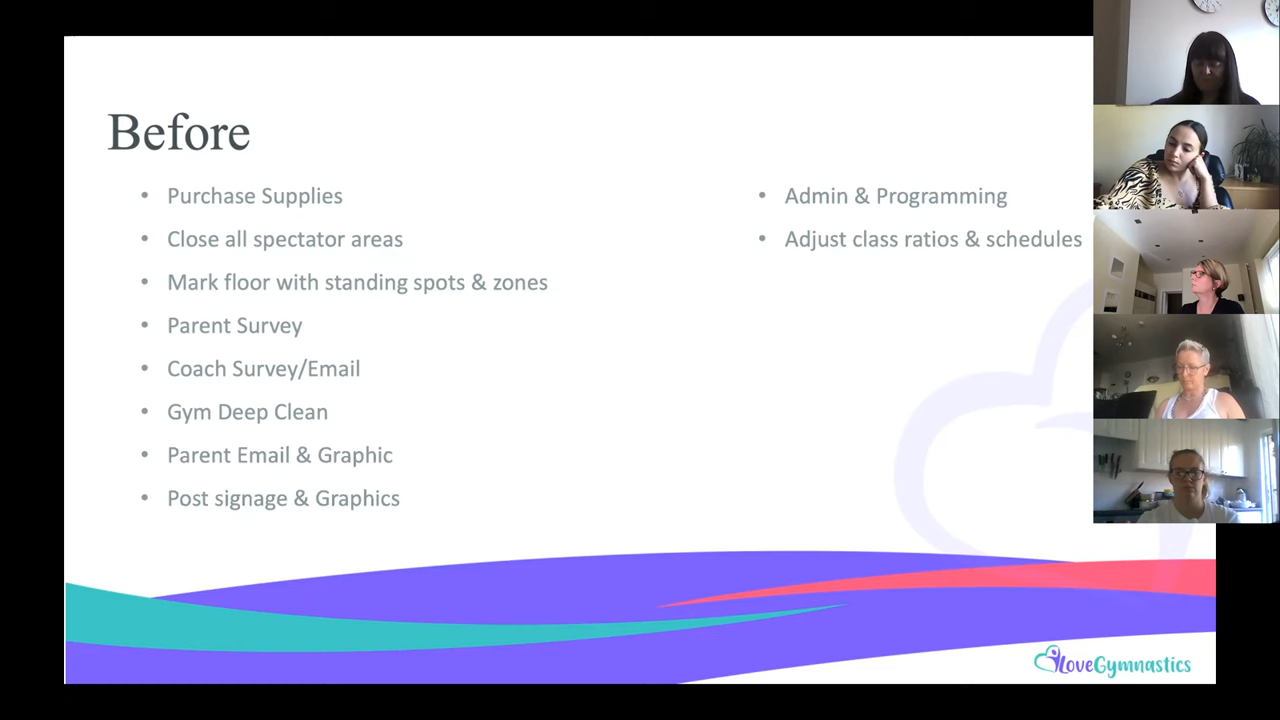 Before
• Purchase Supplies
• Close all spectator areas
• Mark floor with standing spots & zones
• Parent Survey
• Coach Survey/Email
• Gym Deep Clean
• Parent Email & Graphic
• Post signage & Graphics
• Admin & Programming
• Adjust class ratios & schedules
iLoveGymnastics